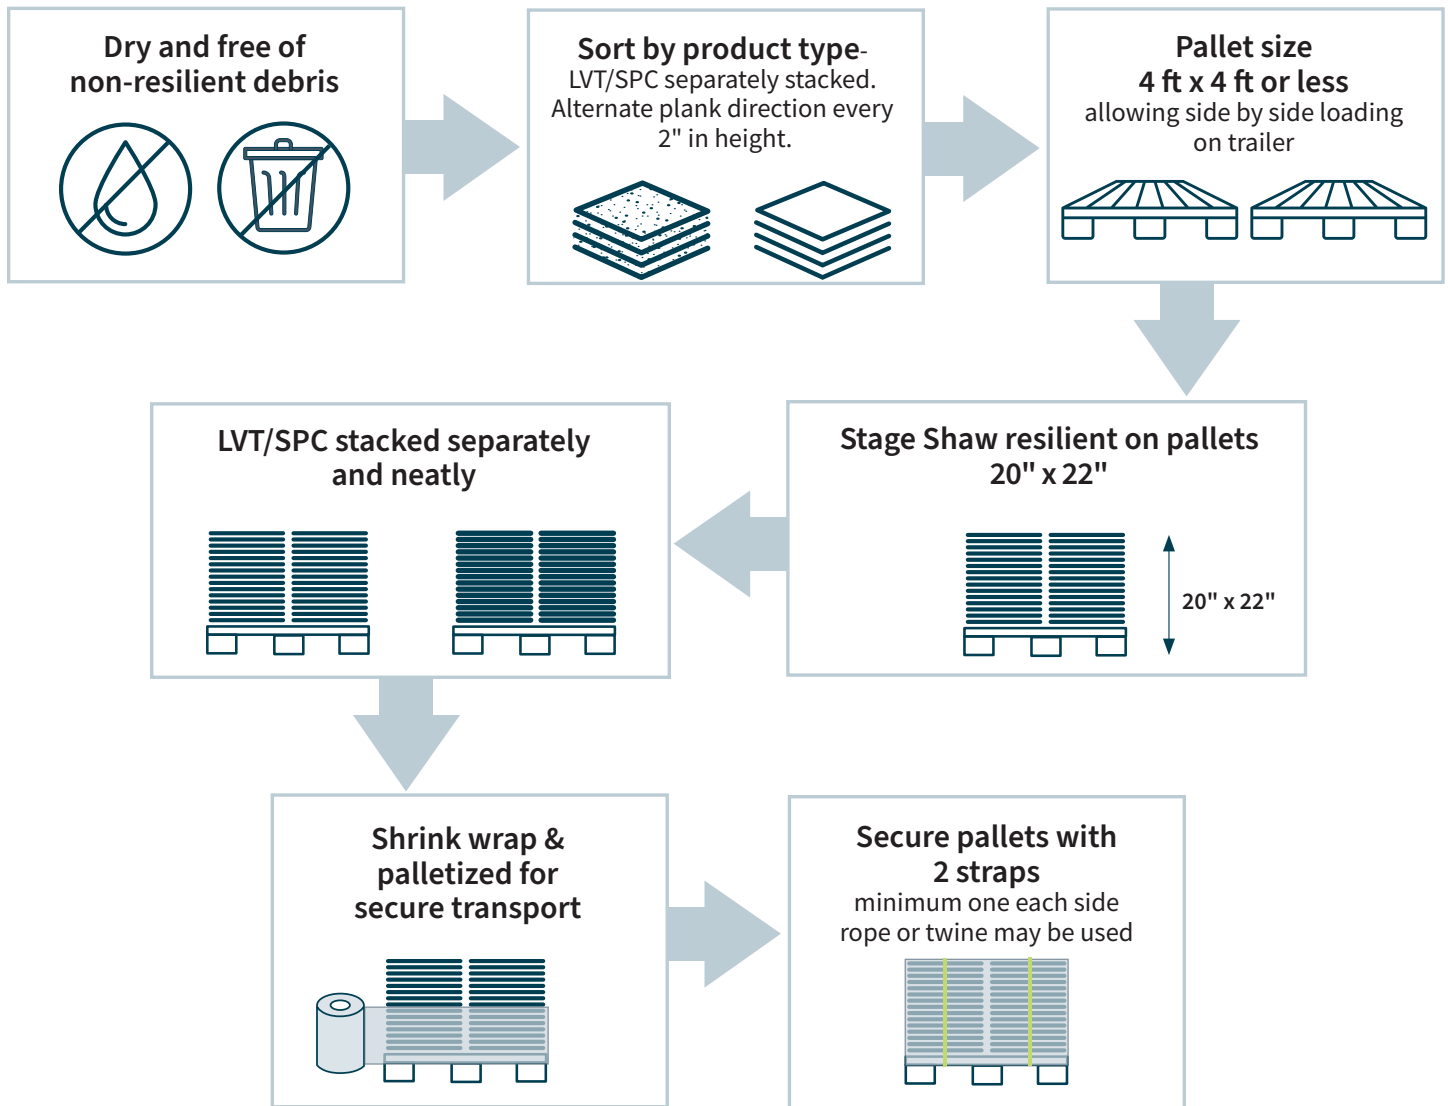 Dry and free of
non-resilient debris
Sort by product type-
LVT/SPC separately stacked.
Alternate plank direction every
2" in height.
Pallet size
4 ft x 4 ft or less
allowing side by side loading
on trailer
Stage Shaw resilient on pallets
20" x 22"
20" x 22"
LVT/SPC stacked separately
and neatly
Shrink wrap &
palletized for
secure transport
Secure pallets with
2 straps
minimum one each side
rope or twine may be used